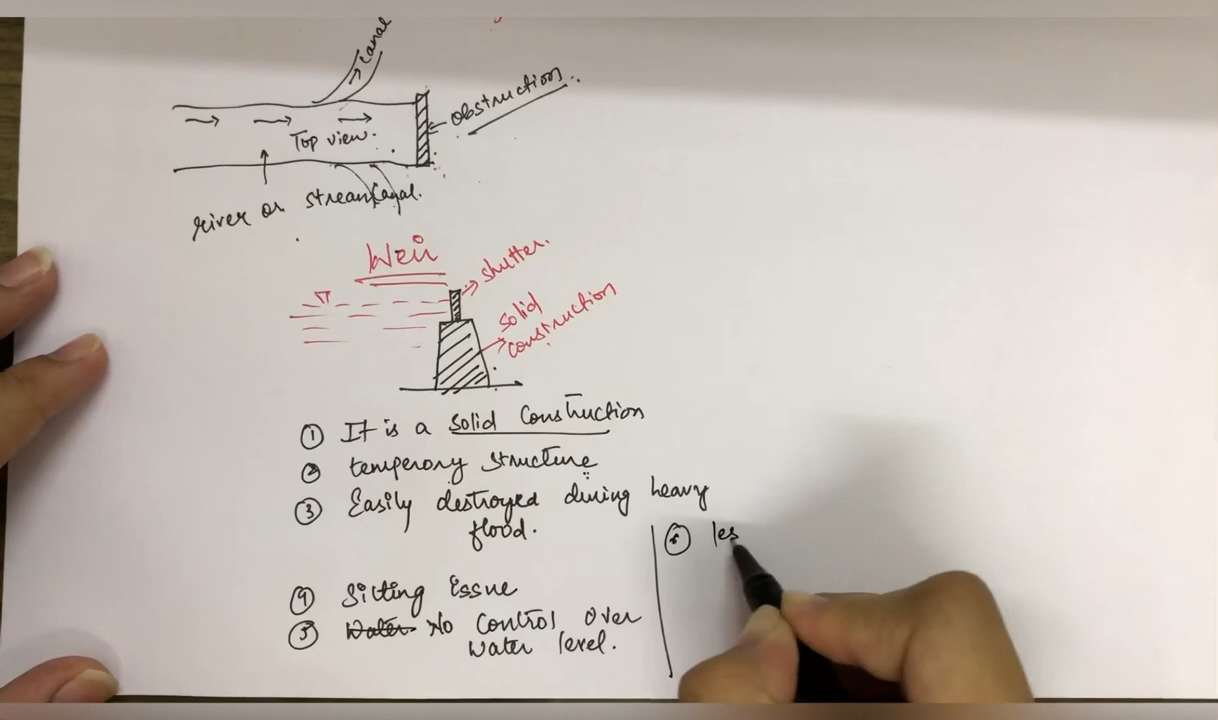 Canal
obstruction
Top view.
river or stream Canal.
Weir
shutter.
solid
construction
① It is a solid construction
② temperory structure
③ Easily destroyed during heavy
flood.
④ Silting Essue
⑤ Water No control over
water level.
⑥ les